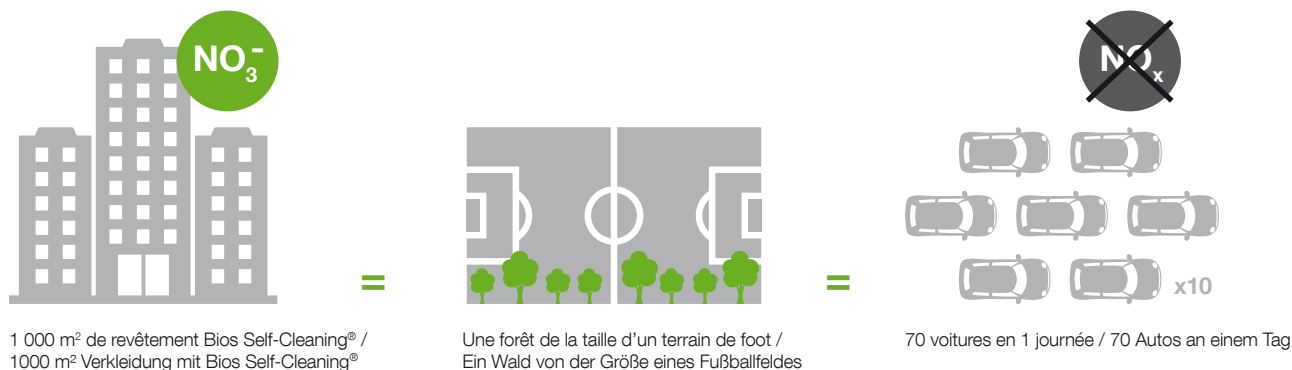 NO₃⁻
NOₓ
=
=
x10
1 000 m² de revêtement Bios Self-Cleaning® /
1000 m² Verkleidung mit Bios Self-Cleaning®
Une forêt de la taille d’un terrain de foot /
Ein Wald von der Größe eines Fußballfeldes
70 voitures en 1 journée / 70 Autos an einem Tag